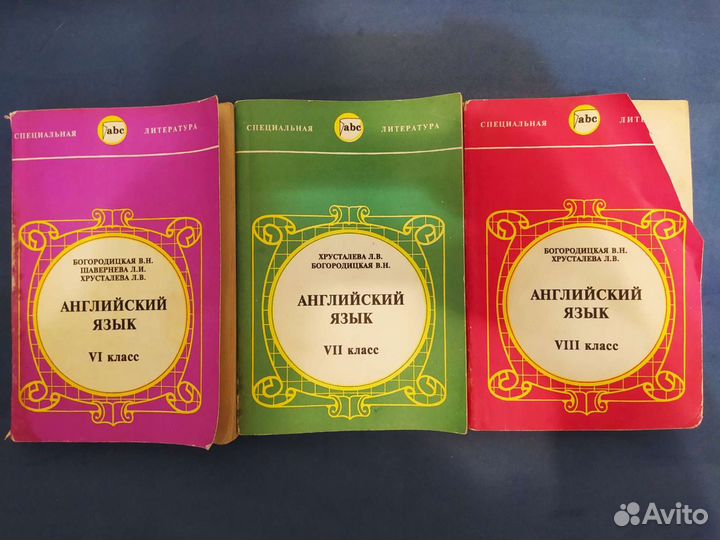 СПЕЦИАЛЬНАЯ abc ЛИТЕРАТУРА
БОГОРОДИЦКАЯ В.Н.
ШАВЕРНЕВА Л.И.
ХРУСТАЛЕВА Л.В.
АНГЛИЙСКИЙ
ЯЗЫК
VI класс
СПЕЦИАЛЬНАЯ abc ЛИТЕРАТУРА
ХРУСТАЛЕВА Л.В.
БОГОРОДИЦКАЯ В.Н.
АНГЛИЙСКИЙ
ЯЗЫК
VII класс
СПЕЦИАЛЬНАЯ abc ЛИТ
БОГОРОДИЦКАЯ В.Н.
ХРУСТАЛЕВА Л.В.
АНГЛИЙСКИЙ
ЯЗЫК
VIII класс
Avito